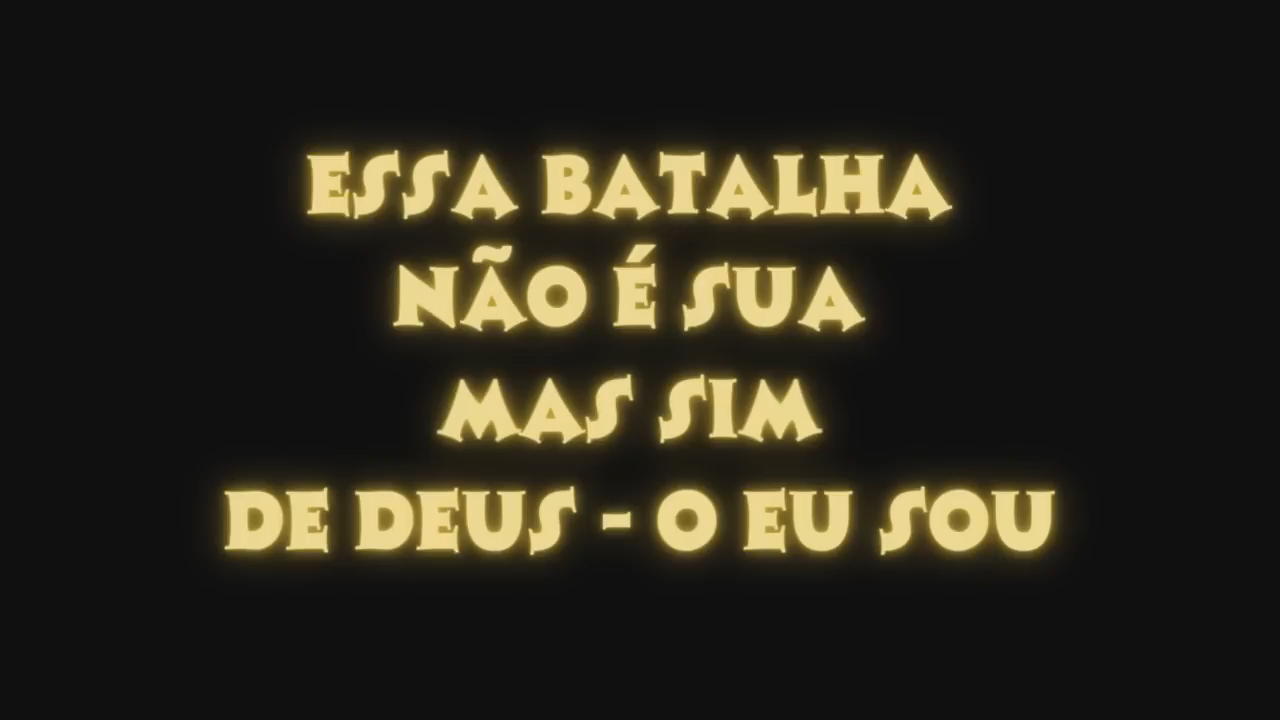 ESSA BATALHA
NÃO É SUA
MAS SIM
DE DEUS - O EU SOU